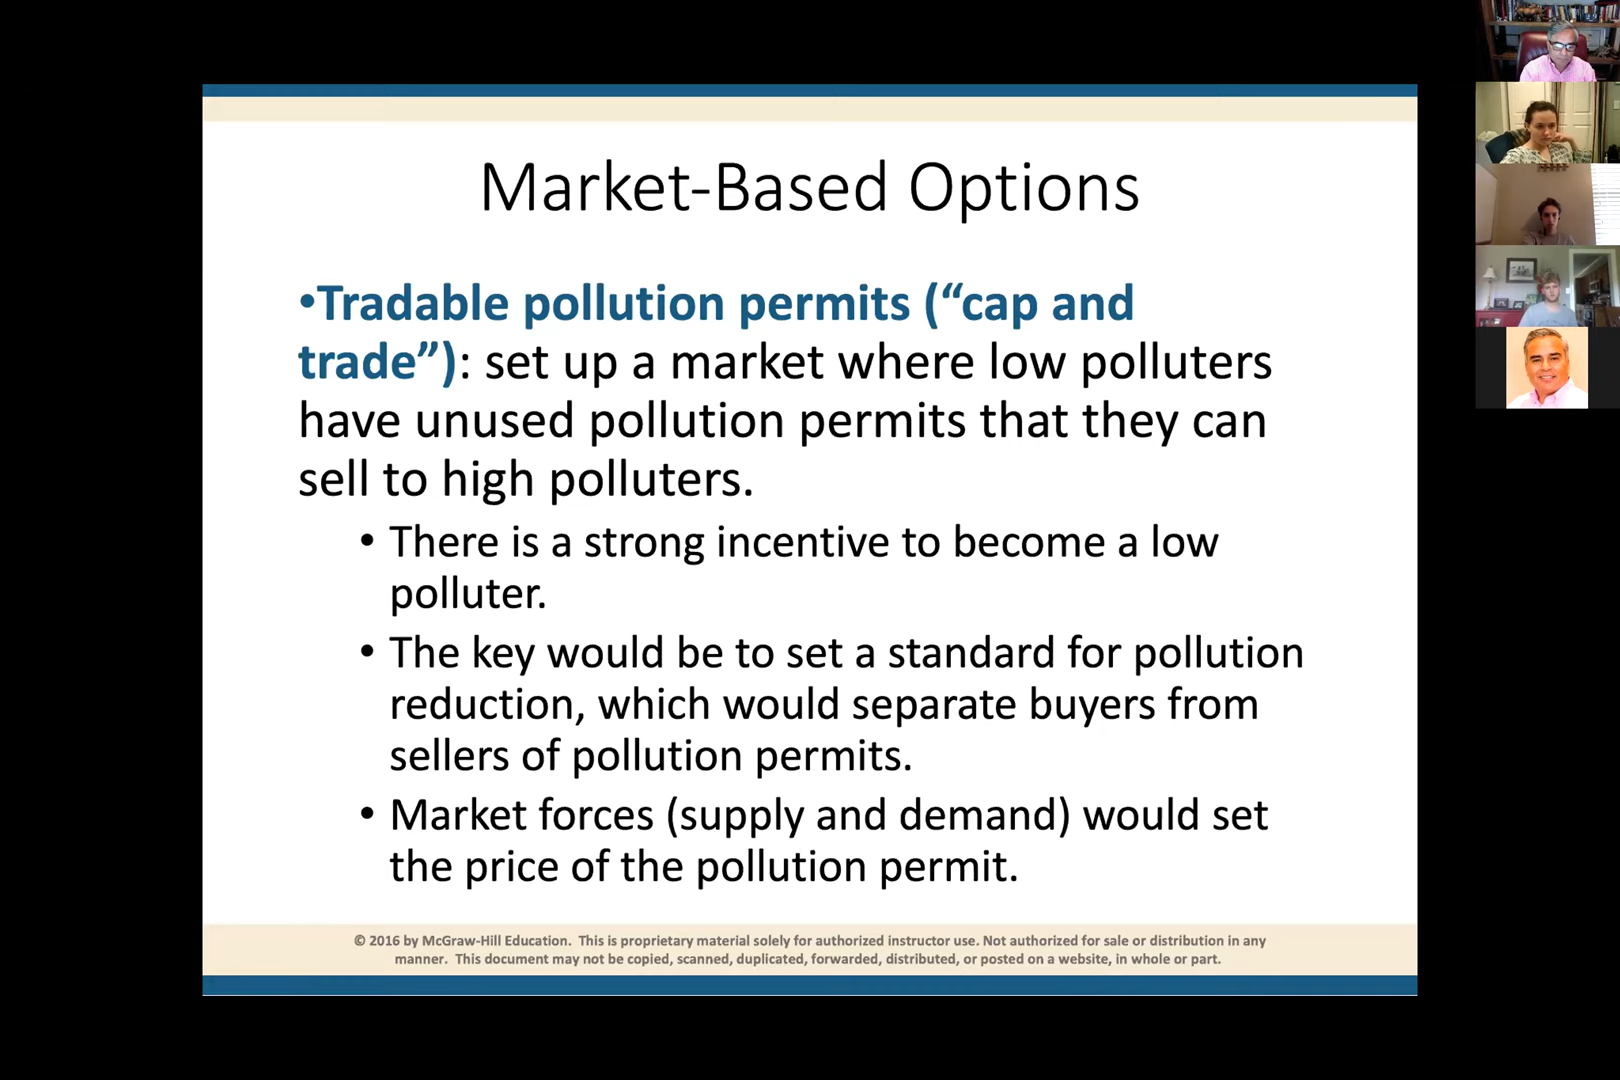 Market-Based Options
•Tradable pollution permits (“cap and
trade”): set up a market where low polluters
have unused pollution permits that they can
sell to high polluters.
• There is a strong incentive to become a low
polluter.
• The key would be to set a standard for pollution
reduction, which would separate buyers from
sellers of pollution permits.
• Market forces (supply and demand) would set
the price of the pollution permit.
© 2016 by McGraw-Hill Education. This is proprietary material solely for authorized instructor use. Not authorized for sale or distribution in any
manner. This document may not be copied, scanned, duplicated, forwarded, distributed, or posted on a website, in whole or part.